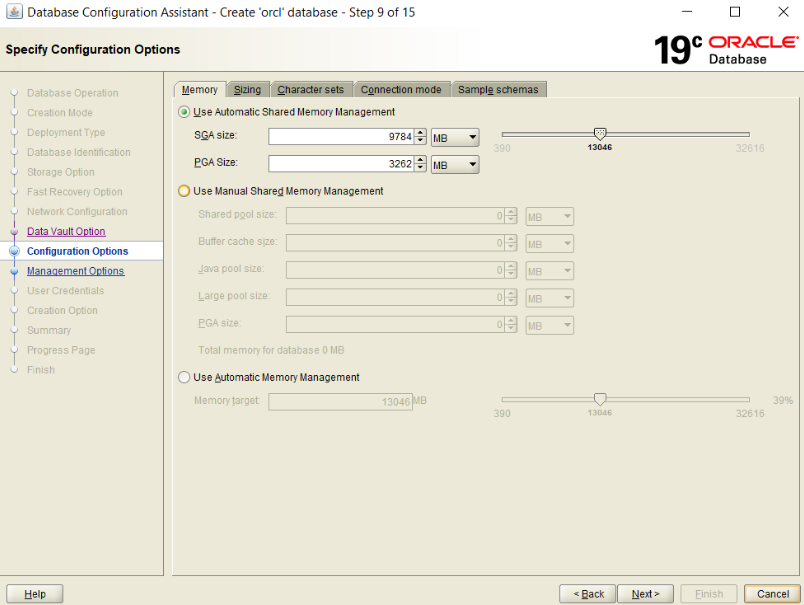 Database Configuration Assistant - Create 'orcl' database - Step 9 of 15
Specify Configuration Options
19c ORACLE
Database
Database Operation
Creation Mode
Deployment Type
Database Identification
Storage Option
Fast Recovery Option
Network Configuration
Data Vault Option
Configuration Options
Management Options
User Credentials
Creation Option
Summary
Progress Page
Finish
Memory Sizing Character sets Connection mode Sample schemas
Use Automatic Shared Memory Management
SGA size: 9784 MB
390 13046 32616
PGA Size: 3262 MB
Use Manual Shared Memory Management
Shared pool size: 0 MB
Buffer cache size: 0 MB
Java pool size: 0 MB
Large pool size: 0 MB
PGA size: 0 MB
Total memory for database 0 MB
Use Automatic Memory Management
Memory target: 13046 MB 39%
390 13046 32616
Help < Back Next > Finish Cancel